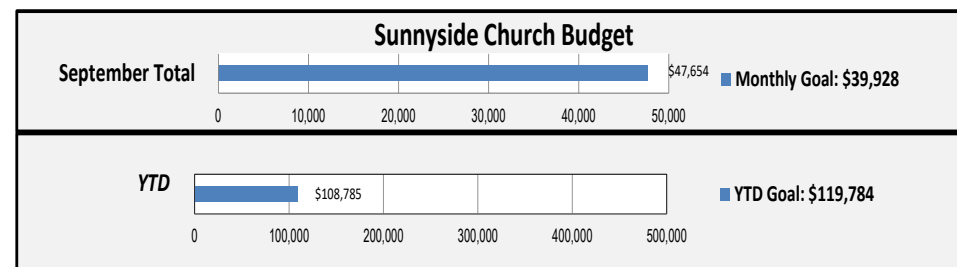 Sunnyside Church Budget
September Total
$47,654
Monthly Goal: $39,928
0 10,000 20,000 30,000 40,000 50,000
YTD
$108,785
YTD Goal: $119,784
0 100,000 200,000 300,000 400,000 500,000